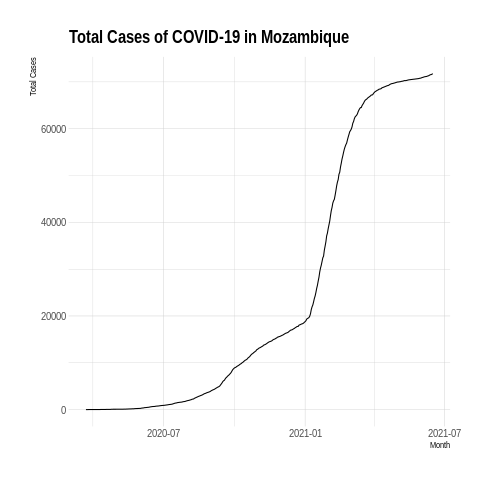 Total Cases of COVID-19 in Mozambique
Total Cases
60000
40000
20000
0
2020-07
2021-01
2021-07
Month